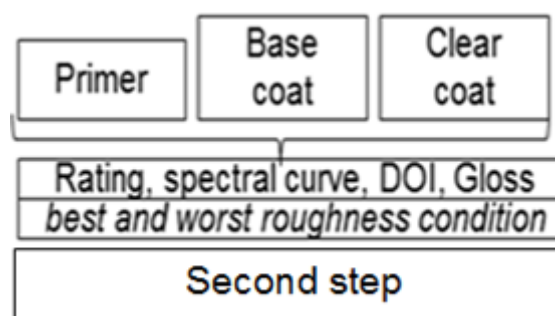 Primer
Base
coat
Clear
coat
Rating, spectral curve, DOI, Gloss
best and worst roughness condition
Second step